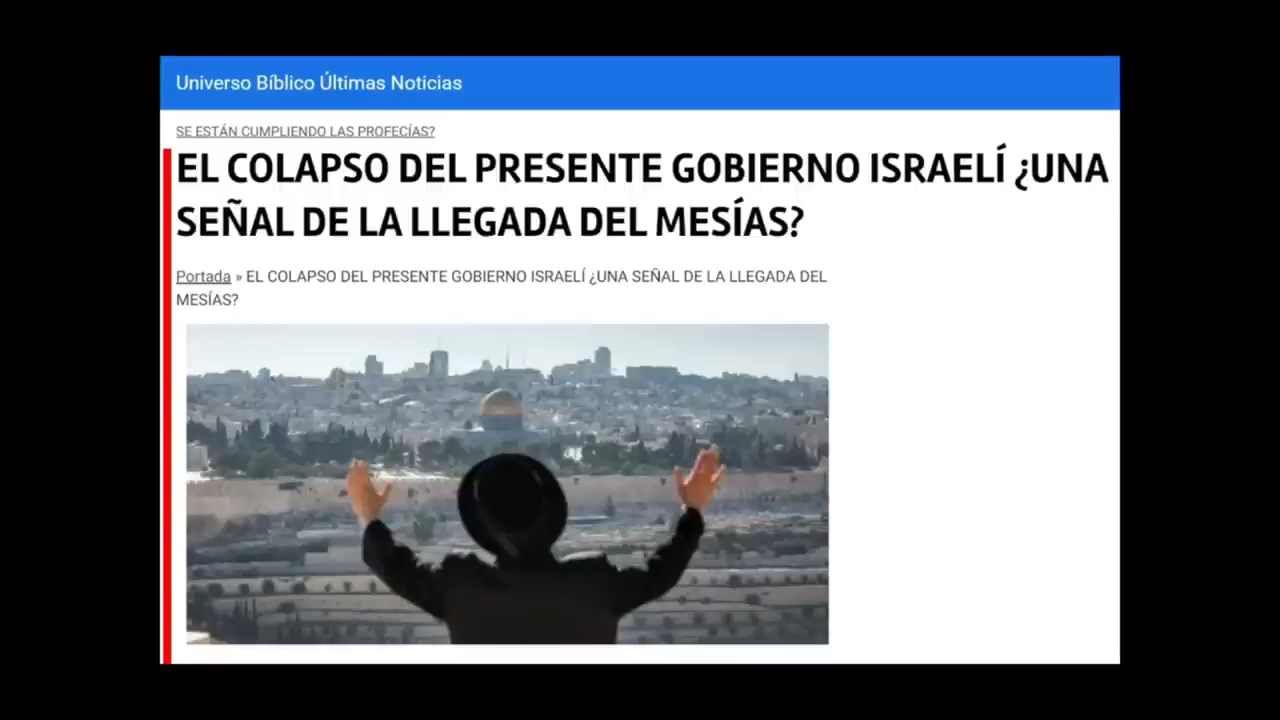 Universo Bíblico Últimas Noticias
SE ESTÁN CUMPLIENDO LAS PROFECÍAS?
EL COLAPSO DEL PRESENTE GOBIERNO ISRAELÍ ¿UNA
SEÑAL DE LA LLEGADA DEL MESÍAS?
Portada » EL COLAPSO DEL PRESENTE GOBIERNO ISRAELÍ ¿UNA SEÑAL DE LA LLEGADA DEL
MESÍAS?